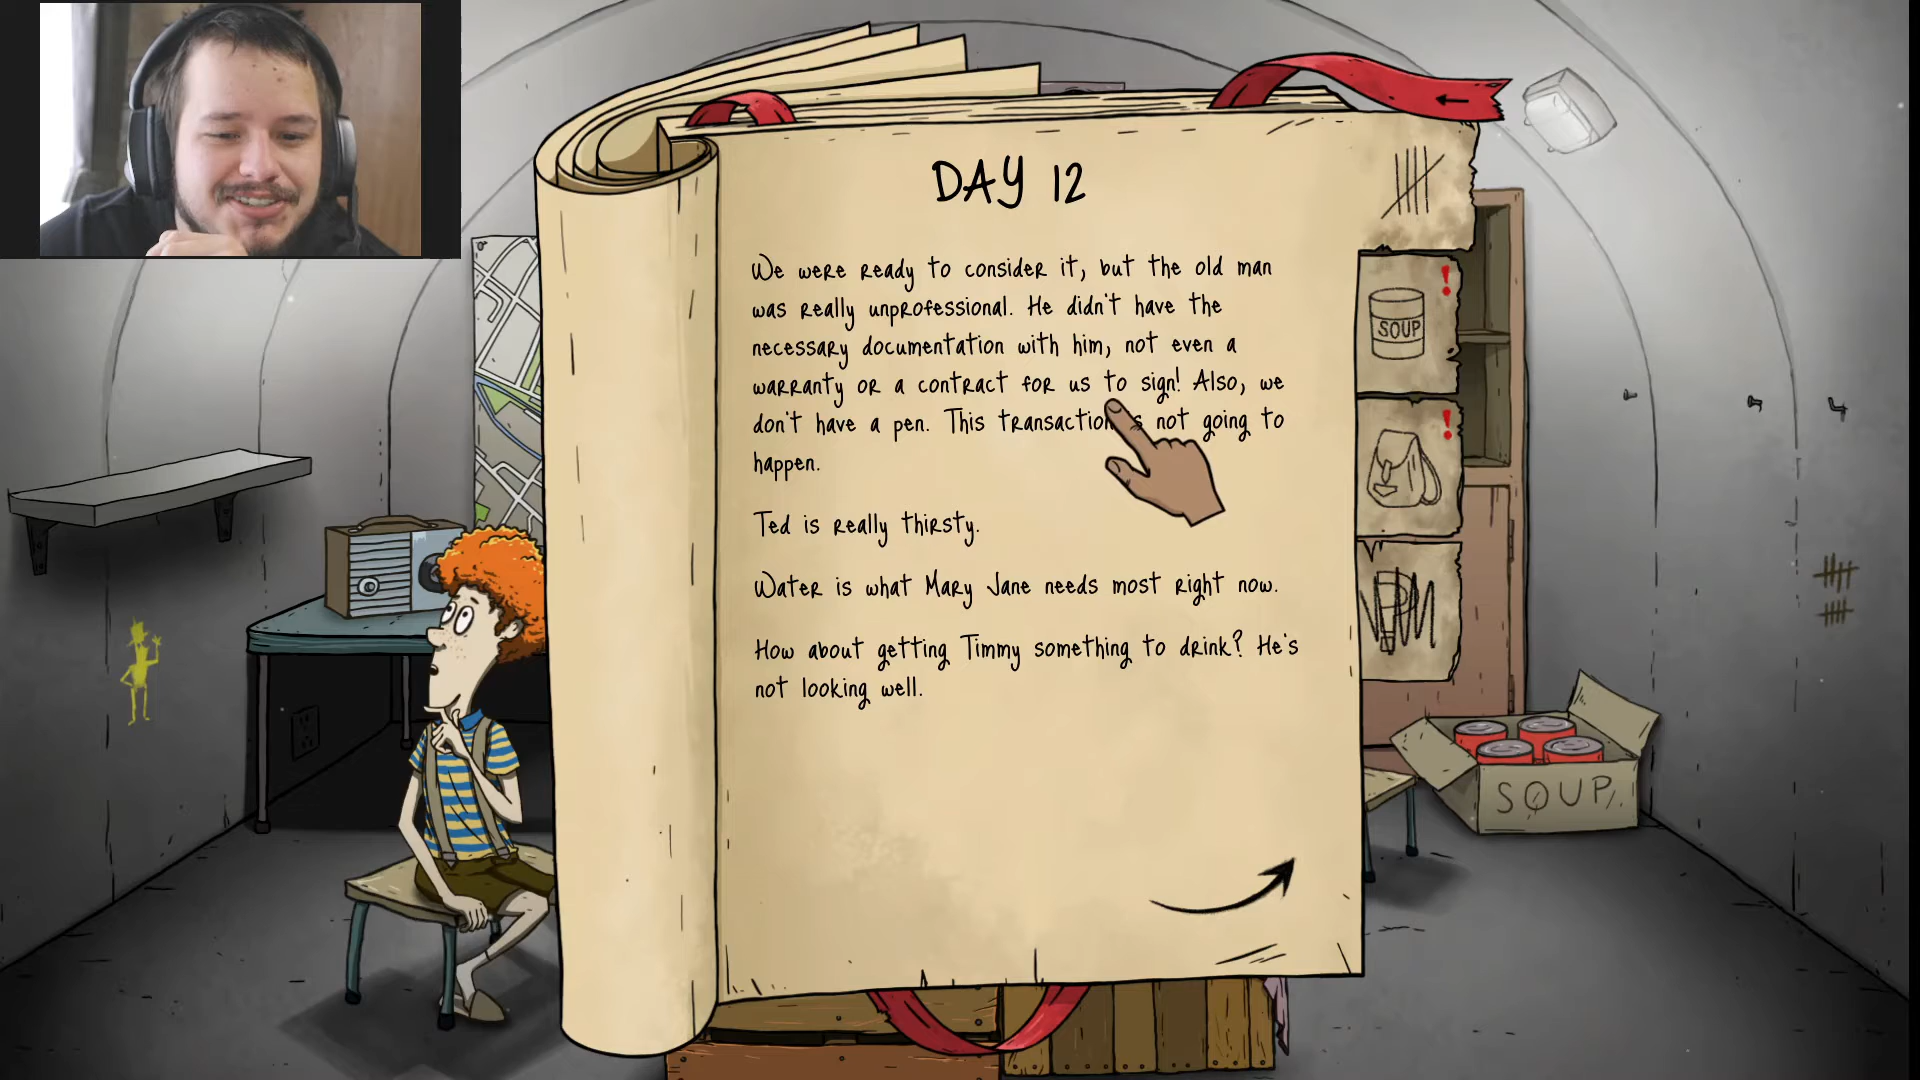 DAY 12
We were ready to consider it, but the old man
was really unprofessional. He didn't have the
necessary documentation with him, not even a
warranty or a contract for us to sign! Also, we
don't have a pen. This transaction not going to
happen.
Ted is really thirsty.
Water is what Mary Jane needs most right now.
How about getting Timmy something to drink? He's
not looking well.
!
SOUP
!
SOUP